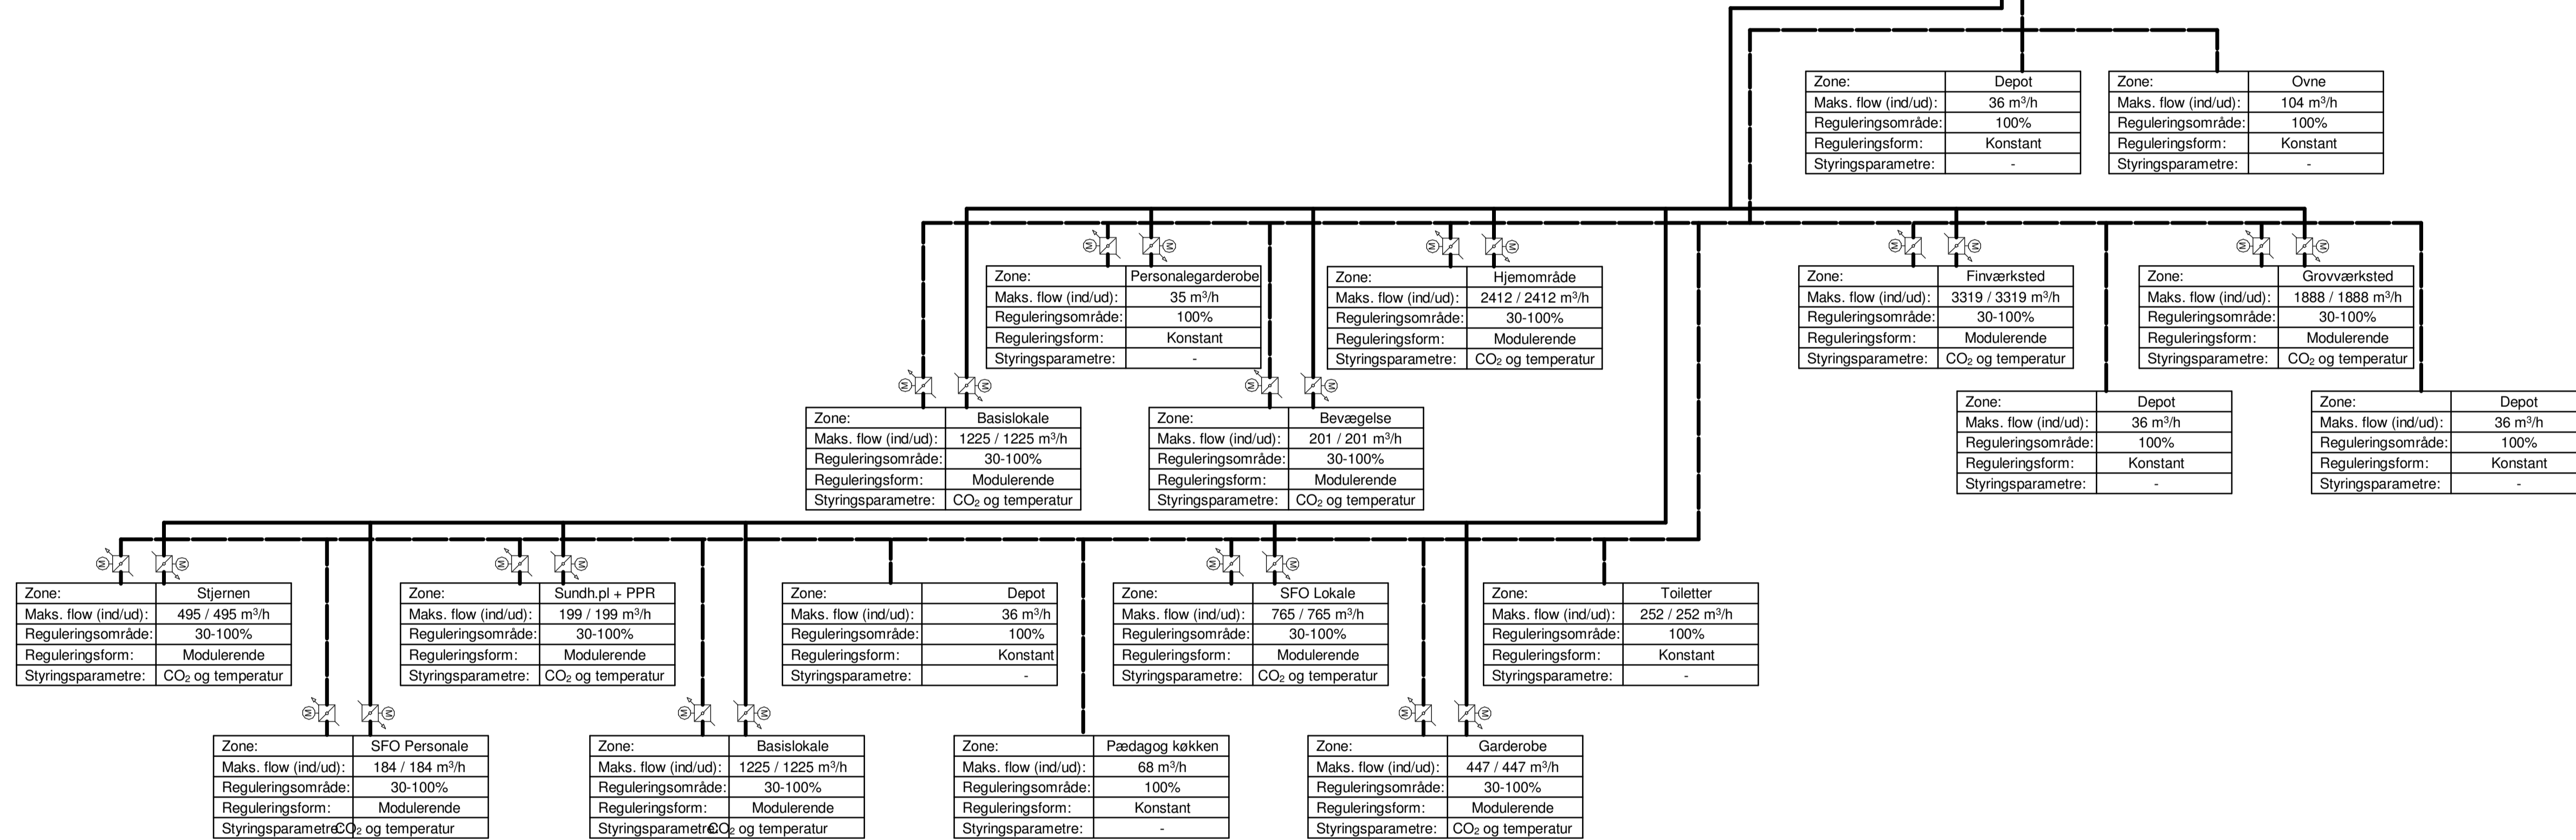 Zone: Depot
Maks. flow (ind/ud): 36 m³/h
Reguleringsområde: 100%
Reguleringsform: Konstant
Styringsparametre: -
Zone: Ovne
Maks. flow (ind/ud): 104 m³/h
Reguleringsområde: 100%
Reguleringsform: Konstant
Styringsparametre: -
M
M
M
M
M
M
M
M
Zone: Personalegarderobe
Maks. flow (ind/ud): 35 m³/h
Reguleringsområde: 100%
Reguleringsform: Konstant
Styringsparametre: -
Zone: Hjemområde
Maks. flow (ind/ud): 2412 / 2412 m³/h
Reguleringsområde: 30-100%
Reguleringsform: Modulerende
Styringsparametre: CO₂ og temperatur
Zone: Finværksted
Maks. flow (ind/ud): 3319 / 3319 m³/h
Reguleringsområde: 30-100%
Reguleringsform: Modulerende
Styringsparametre: CO₂ og temperatur
Zone: Grovværksted
Maks. flow (ind/ud): 1888 / 1888 m³/h
Reguleringsområde: 30-100%
Reguleringsform: Modulerende
Styringsparametre: CO₂ og temperatur
M
M
M
M
Zone: Basislokale
Maks. flow (ind/ud): 1225 / 1225 m³/h
Reguleringsområde: 30-100%
Reguleringsform: Modulerende
Styringsparametre: CO₂ og temperatur
Zone: Bevægelse
Maks. flow (ind/ud): 201 / 201 m³/h
Reguleringsområde: 30-100%
Reguleringsform: Modulerende
Styringsparametre: CO₂ og temperatur
Zone: Depot
Maks. flow (ind/ud): 36 m³/h
Reguleringsområde: 100%
Reguleringsform: Konstant
Styringsparametre: -
Zone: Depot
Maks. flow (ind/ud): 36 m³/h
Reguleringsområde: 100%
Reguleringsform: Konstant
Styringsparametre: -
M
M
M
M
M
M
Zone: Stjernen
Maks. flow (ind/ud): 495 / 495 m³/h
Reguleringsområde: 30-100%
Reguleringsform: Modulerende
Styringsparametre: CO₂ og temperatur
Zone: Sundh.pl + PPR
Maks. flow (ind/ud): 199 / 199 m³/h
Reguleringsområde: 30-100%
Reguleringsform: Modulerende
Styringsparametre: CO₂ og temperatur
Zone: Depot
Maks. flow (ind/ud): 36 m³/h
Reguleringsområde: 100%
Reguleringsform: Konstant
Styringsparametre: -
Zone: SFO Lokale
Maks. flow (ind/ud): 765 / 765 m³/h
Reguleringsområde: 30-100%
Reguleringsform: Modulerende
Styringsparametre: CO₂ og temperatur
Zone: Toiletter
Maks. flow (ind/ud): 252 / 252 m³/h
Reguleringsområde: 100%
Reguleringsform: Konstant
Styringsparametre: -
M
M
M
M
M
M
Zone: SFO Personale
Maks. flow (ind/ud): 184 / 184 m³/h
Reguleringsområde: 30-100%
Reguleringsform: Modulerende
Styringsparametre: CO₂ og temperatur
Zone: Basislokale
Maks. flow (ind/ud): 1225 / 1225 m³/h
Reguleringsområde: 30-100%
Reguleringsform: Modulerende
Styringsparametre: CO₂ og temperatur
Zone: Pædagog køkken
Maks. flow (ind/ud): 68 m³/h
Reguleringsområde: 100%
Reguleringsform: Konstant
Styringsparametre: -
Zone: Garderobe
Maks. flow (ind/ud): 447 / 447 m³/h
Reguleringsområde: 30-100%
Reguleringsform: Modulerende
Styringsparametre: CO₂ og temperatur